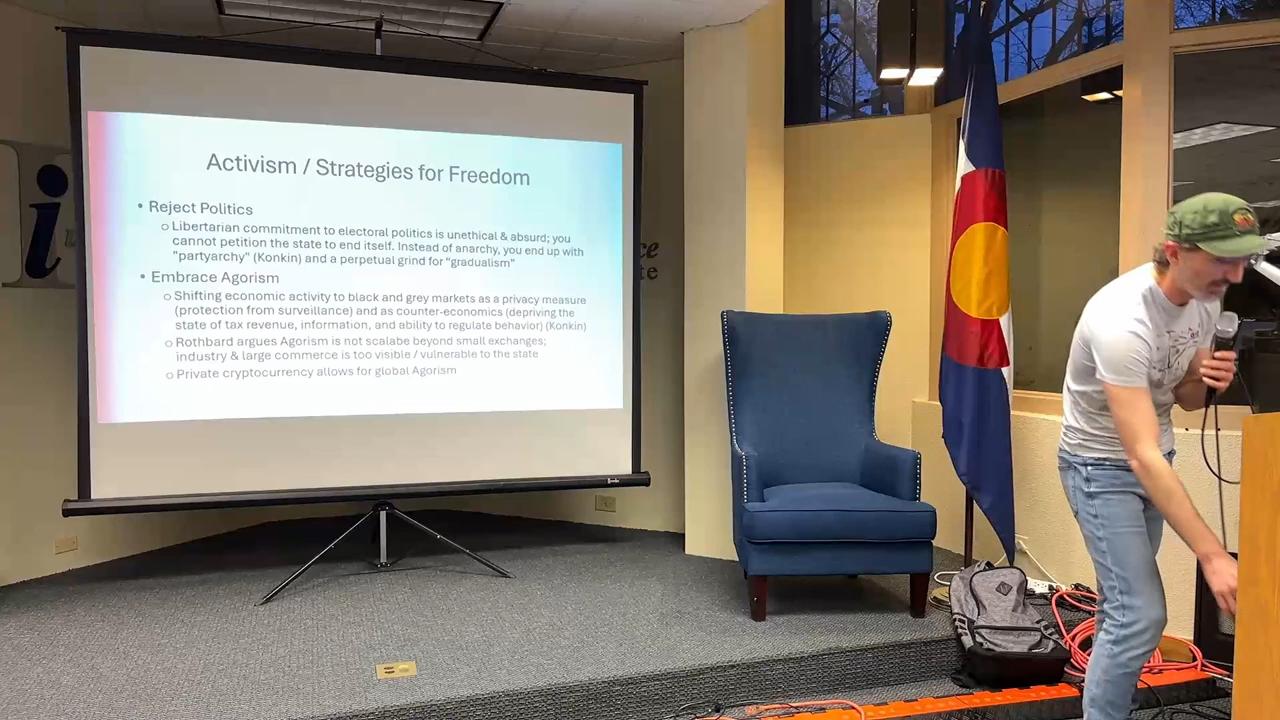 Activism / Strategies for Freedom
• Reject Politics
o Libertarian commitment to electoral politics is unethical & absurd; you
cannot petition the state to end itself. Instead of anarchy, you end up with
"partyarchy" (Konkin) and a perpetual grind for "gradualism"
• Embrace Agorism
o Shifting economic activity to black and grey markets as a privacy measure
(protection from surveillance) and as counter-economics (depriving the
state of tax revenue, information, and ability to regulate behavior) (Konkin)
o Rothbard argues Agorism is not scalabe beyond small exchanges;
industry & large commerce is too visible / vulnerable to the state
o Private cryptocurrency allows for global Agorism